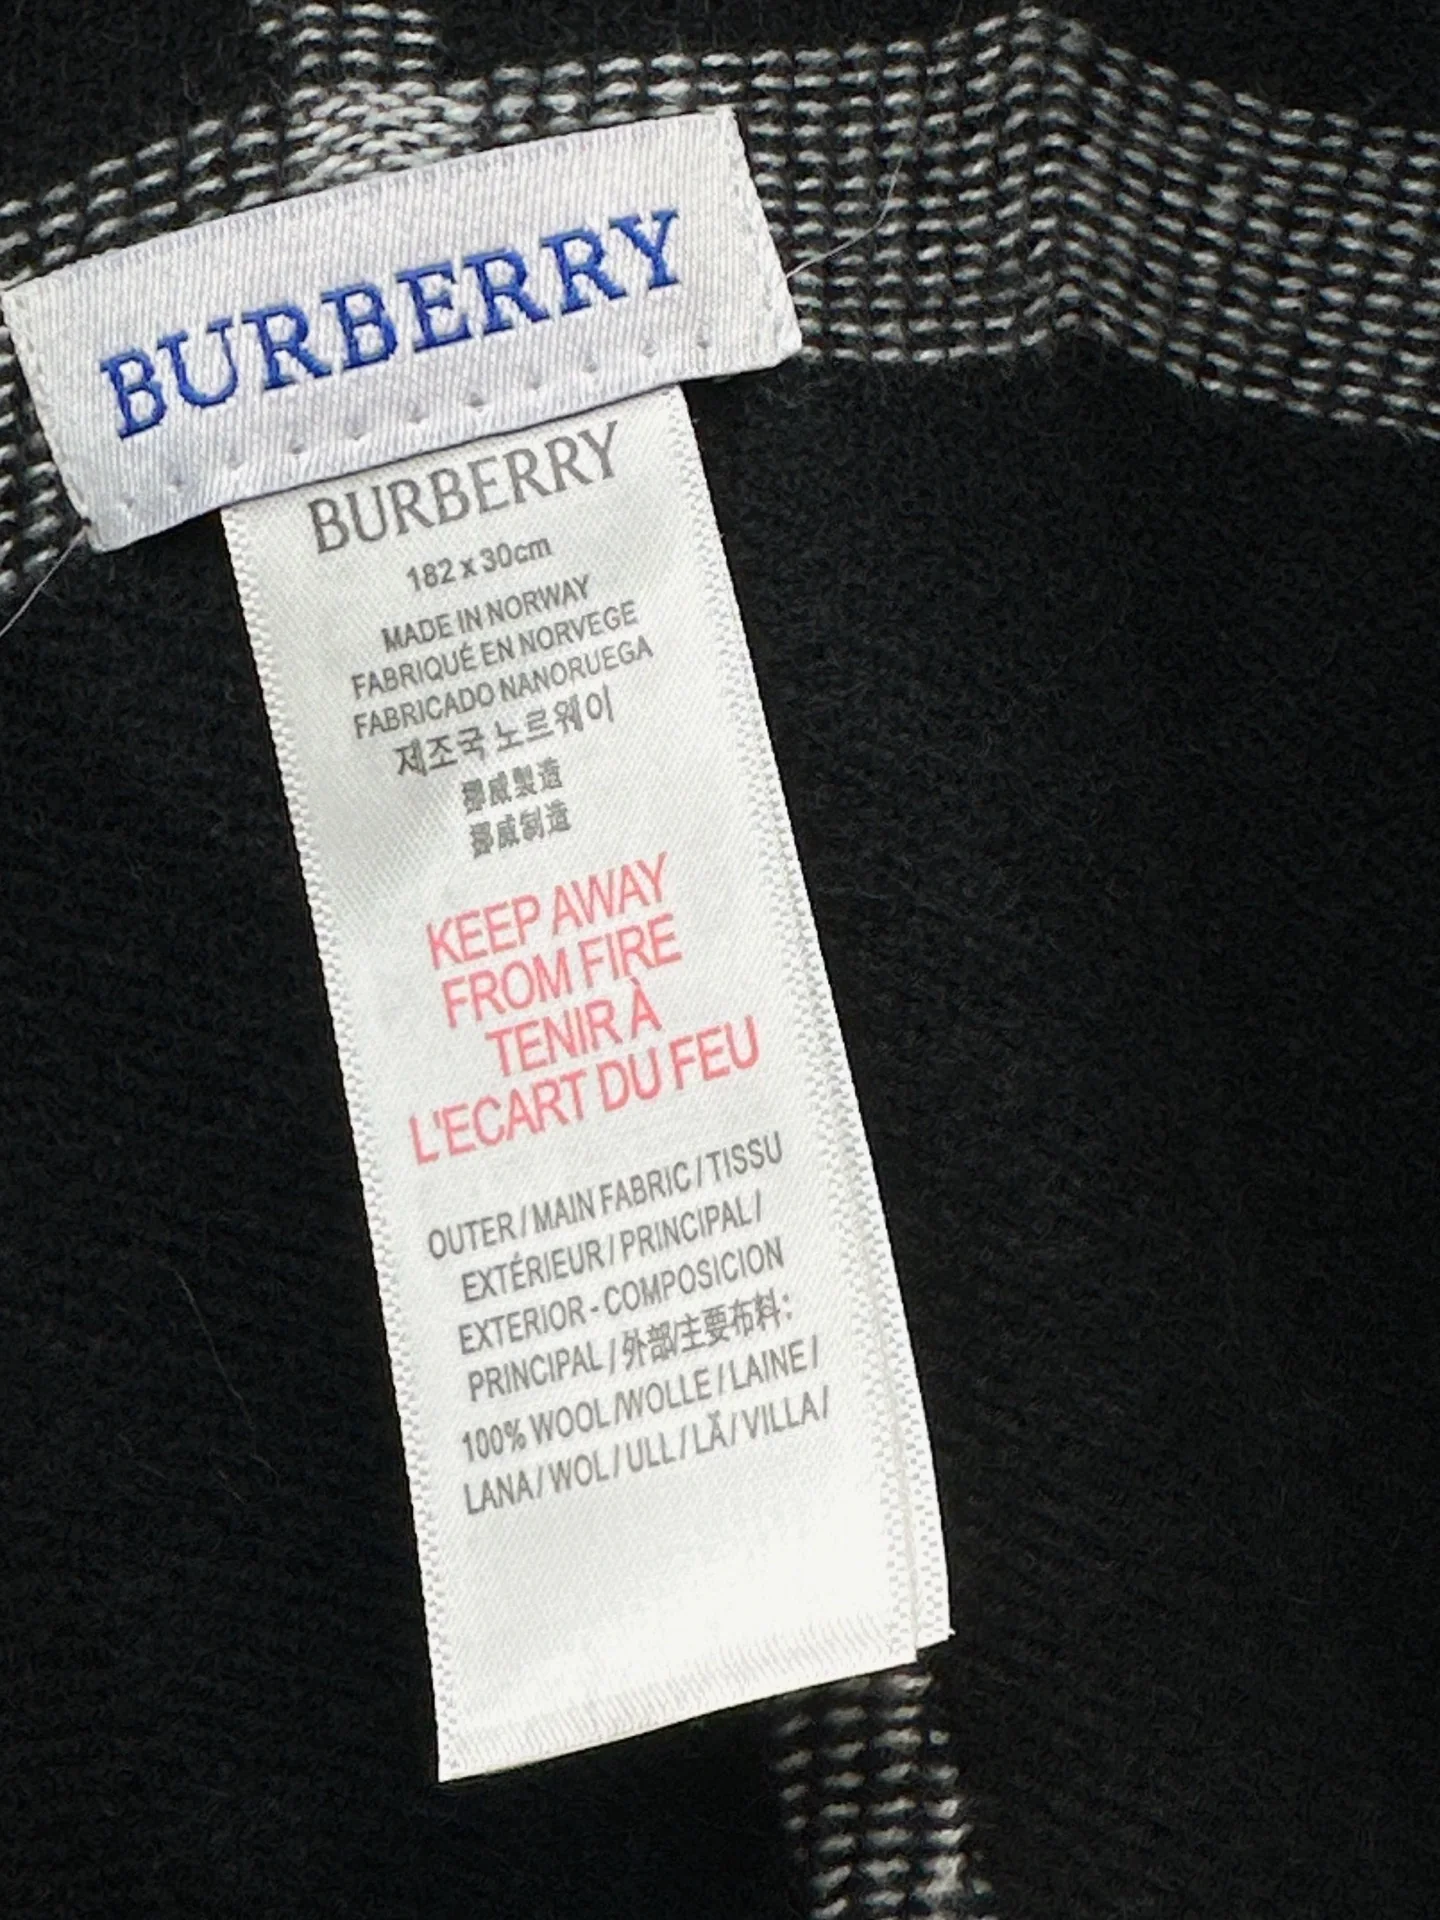 BURBERRY
BURBERRY
182 x 30cm
MADE IN NORWAY
FABRIQUÉ EN NORVEGE
FABRICADO NANORUEGA
제조국 노르웨이
挪威製造
挪威制造
KEEP AWAY
FROM FIRE
TENIR À
L'ECART DU FEU
OUTER / MAIN FABRIC / TISSU
EXTÉRIEUR / PRINCIPAL /
EXTERIOR - COMPOSICION
PRINCIPAL / 外部/主要布料:
100% WOOL /WOLLE / LAINE /
LANA / WOL / ULL / LÄ / VILLA /